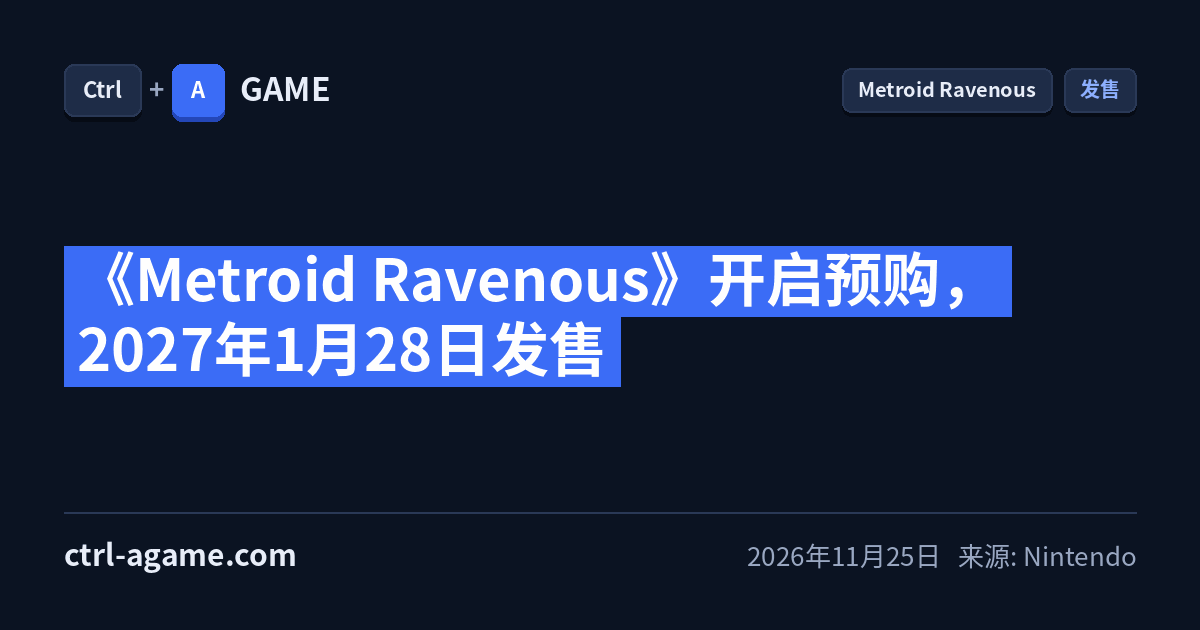 Ctrl + A GAME
Metroid Ravenous 发售
《Metroid Ravenous》开启预购，
2027年1月28日发售
ctrl-agame.com
2026年11月25日 来源: Nintendo